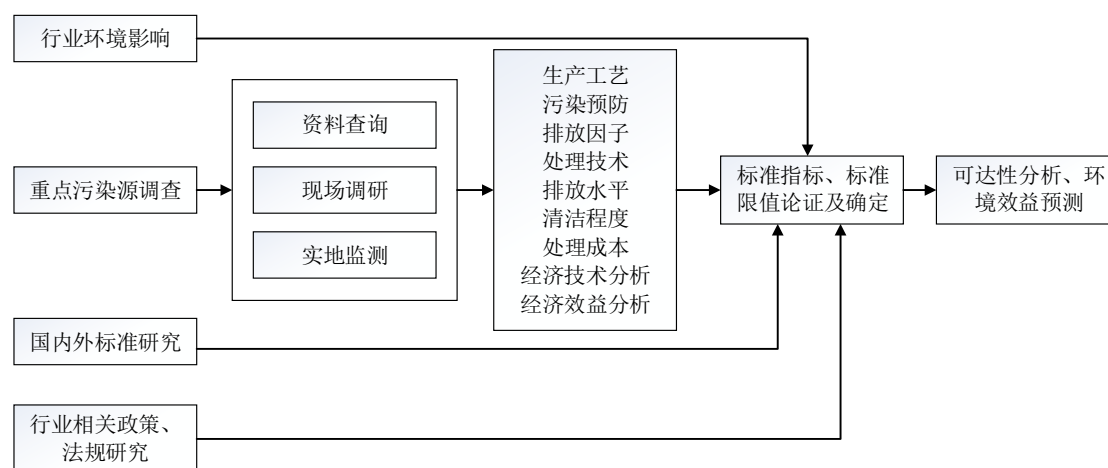 行业环境影响
重点污染源调查
国内外标准研究
行业相关政策、
法规研究
资料查询
现场调研
实地监测
生产工艺
污染预防
排放因子
处理技术
排放水平
清洁程度
处理成本
经济技术分析
经济效益分析
标准指标、标准
限值论证及确定
可达性分析、环
境效益预测